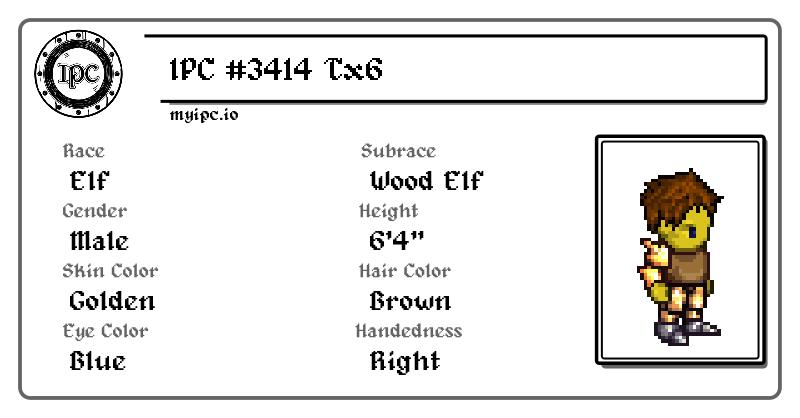 IPC
IPC #3414 Tx6
myipc.io
Race
Subrace
Elf
Wood Elf
Gender
Height
Male
6'4"
Skin Color
Hair Color
Golden
Brown
Eye Color
Handedness
Blue
Right